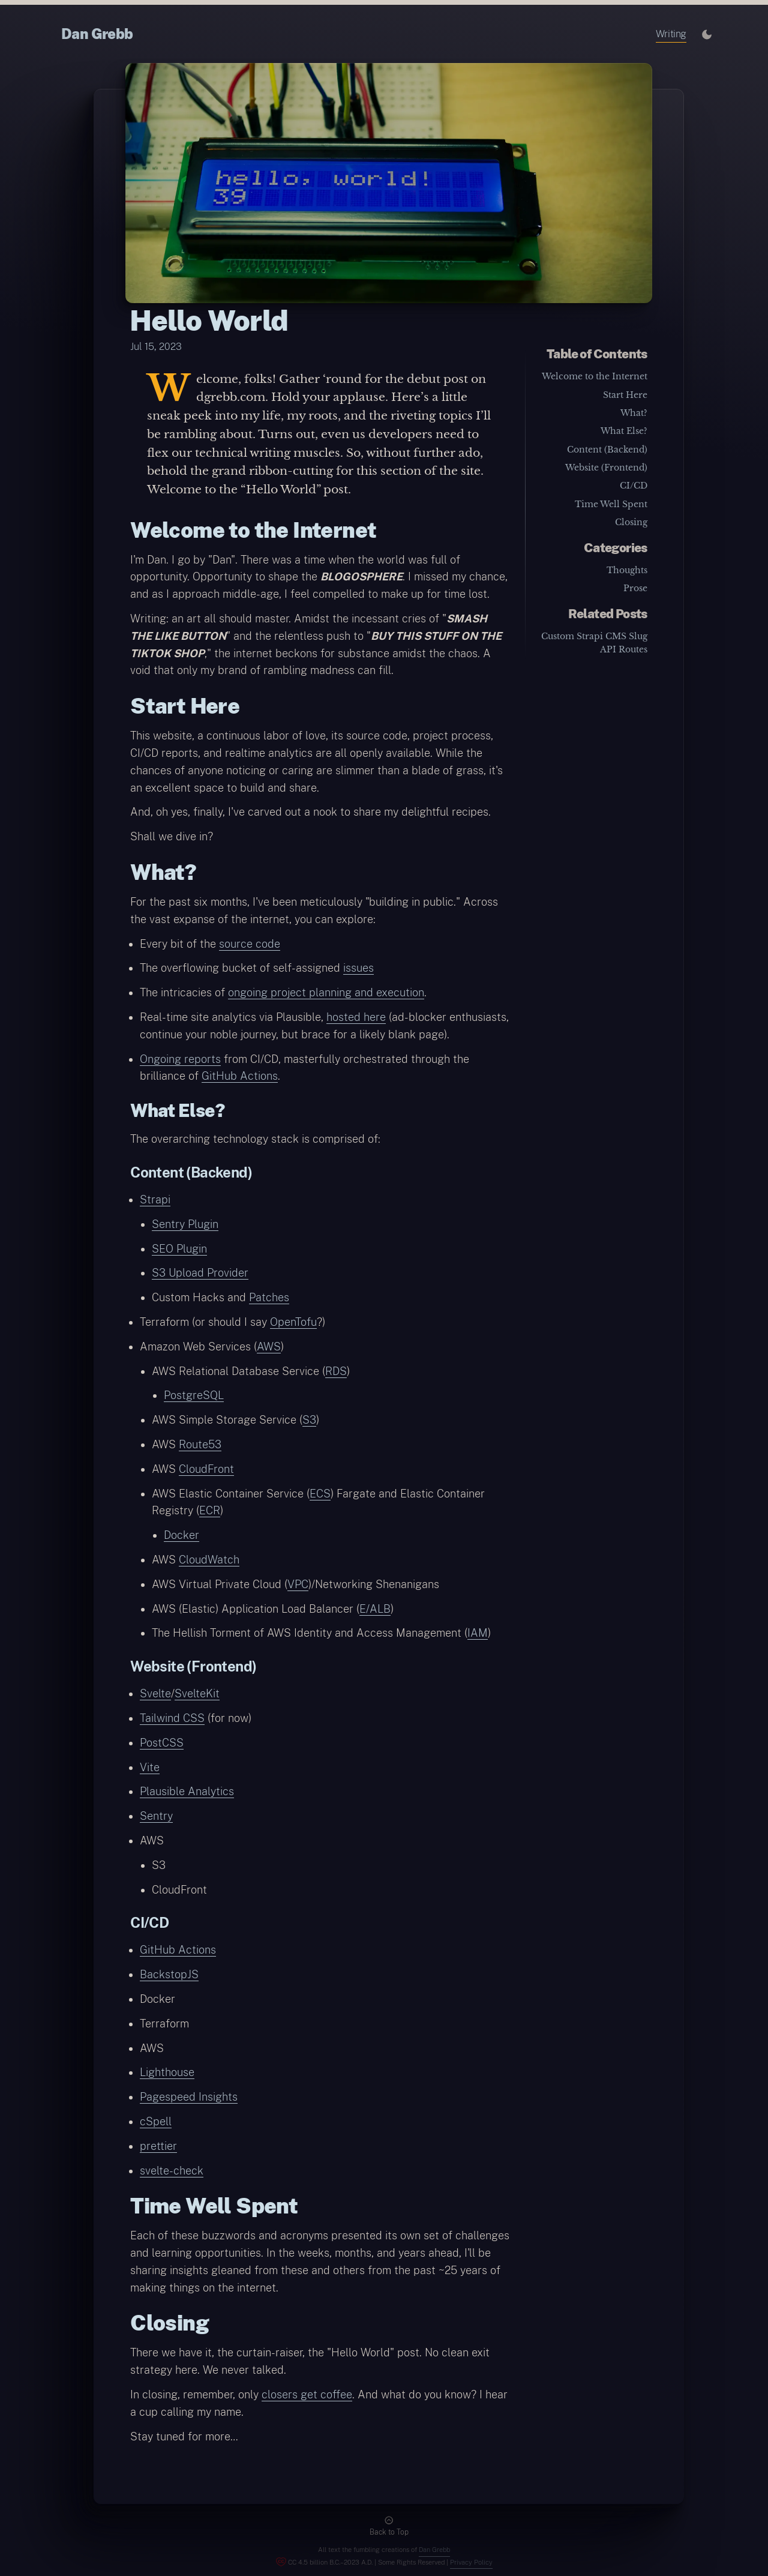 Dan Grebb
Writing
hello, world!
39
Hello World
Jul 15, 2023
Welcome, folks! Gather ‘round for the debut post on
dgrebb.com. Hold your applause. Here’s a little
sneak peek into my life, my roots, and the riveting topics I’ll
be rambling about. Turns out, even us developers need to
flex our technical writing muscles. So, without further ado,
behold the grand ribbon-cutting for this section of the site.
Welcome to the “Hello World” post.
Table of Contents
Welcome to the Internet
Start Here
What?
What Else?
Content (Backend)
Website (Frontend)
CI/CD
Time Well Spent
Closing
Categories
Thoughts
Prose
Related Posts
Custom Strapi CMS Slug
API Routes
Welcome to the Internet
I'm Dan. I go by "Dan". There was a time when the world was full of
opportunity. Opportunity to shape the BLOGOSPHERE. I missed my chance,
and as I approach middle-age, I feel compelled to make up for time lost.
Writing: an art all should master. Amidst the incessant cries of "SMASH
THE LIKE BUTTON" and the relentless push to "BUY THIS STUFF ON THE
TIKTOK SHOP," the internet beckons for substance amidst the chaos. A
void that only my brand of rambling madness can fill.
Start Here
This website, a continuous labor of love, its source code, project process,
CI/CD reports, and realtime analytics are all openly available. While the
chances of anyone noticing or caring are slimmer than a blade of grass, it's
an excellent space to build and share.
And, oh yes, finally, I've carved out a nook to share my delightful recipes.
Shall we dive in?
What?
For the past six months, I've been meticulously "building in public." Across
the vast expanse of the internet, you can explore:
• Every bit of the source code
• The overflowing bucket of self-assigned issues
• The intricacies of ongoing project planning and execution.
• Real-time site analytics via Plausible, hosted here (ad-blocker enthusiasts,
continue your noble journey, but brace for a likely blank page).
• Ongoing reports from CI/CD, masterfully orchestrated through the
brilliance of GitHub Actions.
What Else?
The overarching technology stack is comprised of:
Content (Backend)
• Strapi
• Sentry Plugin
• SEO Plugin
• S3 Upload Provider
• Custom Hacks and Patches
• Terraform (or should I say OpenTofu?)
• Amazon Web Services (AWS)
• AWS Relational Database Service (RDS)
• PostgreSQL
• AWS Simple Storage Service (S3)
• AWS Route53
• AWS CloudFront
• AWS Elastic Container Service (ECS) Fargate and Elastic Container
Registry (ECR)
• Docker
• AWS CloudWatch
• AWS Virtual Private Cloud (VPC)/Networking Shenanigans
• AWS (Elastic) Application Load Balancer (E/ALB)
• The Hellish Torment of AWS Identity and Access Management (IAM)
Website (Frontend)
• Svelte/SvelteKit
• Tailwind CSS (for now)
• PostCSS
• Vite
• Plausible Analytics
• Sentry
• AWS
• S3
• CloudFront
CI/CD
• GitHub Actions
• BackstopJS
• Docker
• Terraform
• AWS
• Lighthouse
• Pagespeed Insights
• cSpell
• prettier
• svelte-check
Time Well Spent
Each of these buzzwords and acronyms presented its own set of challenges
and learning opportunities. In the weeks, months, and years ahead, I'll be
sharing insights gleaned from these and others from the past ~25 years of
making things on the internet.
Closing
There we have it, the curtain-raiser, the "Hello World" post. No clean exit
strategy here. We never talked.
In closing, remember, only closers get coffee. And what do you know? I hear
a cup calling my name.
Stay tuned for more...
Back to Top
All text the fumbling creations of Dan Grebb
CC 4.5 billion B.C.-2023 A.D. | Some Rights Reserved | Privacy Policy